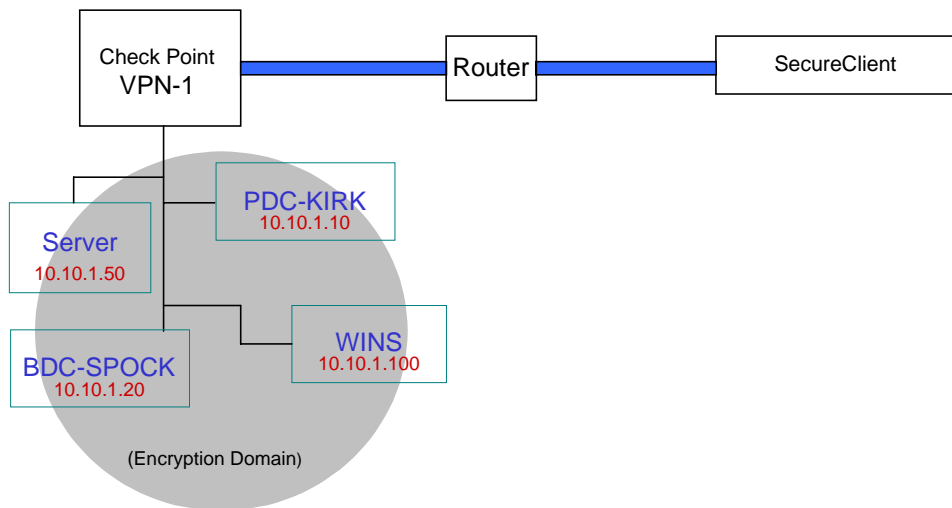 Check Point
VPN-1
Router
SecureClient
PDC-KIRK
10.10.1.10
Server
10.10.1.50
WINS
10.10.1.100
BDC-SPOCK
10.10.1.20
(Encryption Domain)